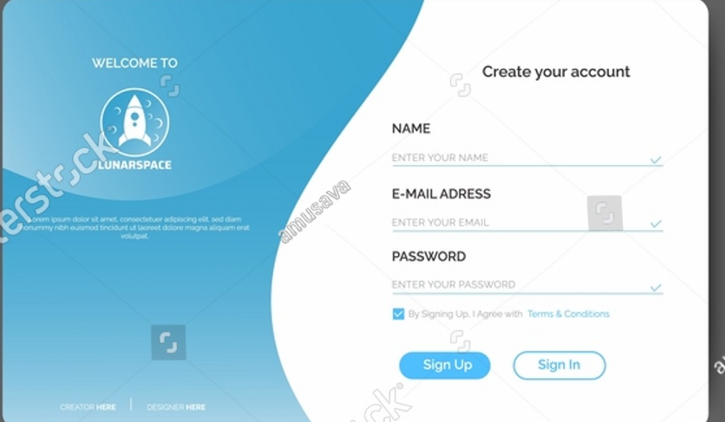 WELCOME TO
LUNARSPACE
Lorem ipsum dolor sit amet, consectetuer adipiscing elit. sed diam
nonummy nibh euismod tincidunt ut laoreet dolore magna aliquam erat
volutpat.
CREATOR HERE
DESIGNER HERE
Create your account
NAME
ENTER YOUR NAME
E-MAIL ADRESS
ENTER YOUR EMAIL
PASSWORD
ENTER YOUR PASSWORD
By Signing Up, I Agree with Terms & Conditions
Sign Up
Sign In
amusava